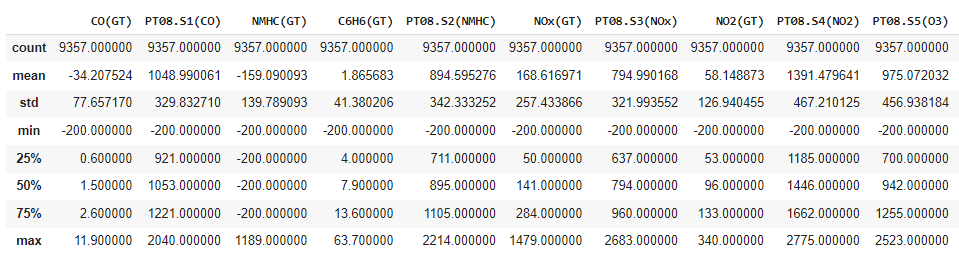 CO(GT) PT08.S1(CO) NMHC(GT) C6H6(GT) PT08.S2(NMHC) NOx(GT) PT08.S3(NOx) NO2(GT) PT08.S4(NO2) PT08.S5(O3)
count 9357.000000 9357.000000 9357.000000 9357.000000 9357.000000 9357.000000 9357.000000 9357.000000 9357.000000 9357.000000
mean -34.207524 1048.990061 -159.090093 1.865683 894.595276 168.616971 794.990168 58.148873 1391.479641 975.072032
std 77.657170 329.832710 139.789093 41.380206 342.333252 257.433866 321.993552 126.940455 467.210125 456.938184
min -200.000000 -200.000000 -200.000000 -200.000000 -200.000000 -200.000000 -200.000000 -200.000000 -200.000000 -200.000000
25% 0.600000 921.000000 -200.000000 4.000000 711.000000 50.000000 637.000000 53.000000 1185.000000 700.000000
50% 1.500000 1053.000000 -200.000000 7.900000 895.000000 141.000000 794.000000 96.000000 1446.000000 942.000000
75% 2.600000 1221.000000 -200.000000 13.600000 1105.000000 284.000000 960.000000 133.000000 1662.000000 1255.000000
max 11.900000 2040.000000 1189.000000 63.700000 2214.000000 1479.000000 2683.000000 340.000000 2775.000000 2523.000000